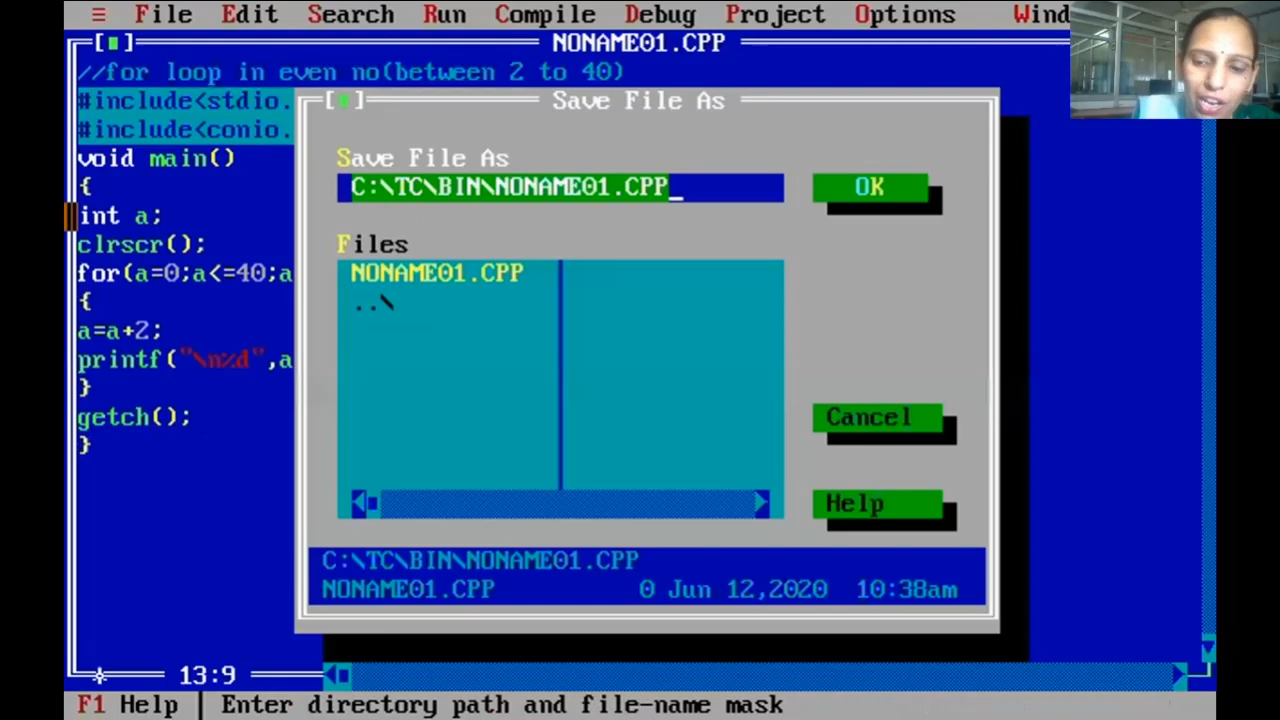 ≡ File Edit Search Run Compile Debug Project Options Wind
NONAME01.CPP
//for loop in even no(between 2 to 40)
#include<stdio.
#include<conio.
void main()
{
int a;
clrscr();
for(a=0;a<=40;a
{
a=a+2;
printf("\n%d",a
}
getch();
}
Save File As
Save File As
C:\TC\BIN\NONAME01.CPP_
OK
Files
NONAME01.CPP
..\
Cancel
Help
C:\TC\BIN\NONAME01.CPP
NONAME01.CPP 0 Jun 12,2020 10:38am
13:9
F1 Help | Enter directory path and file-name mask